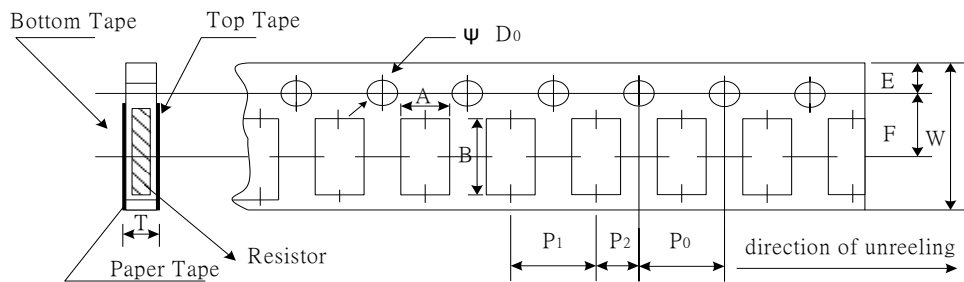 Bottom Tape
Top Tape
Ψ D0
A
E
F
W
B
T
Resistor
Paper Tape
P1
P2
P0
direction of unreeling